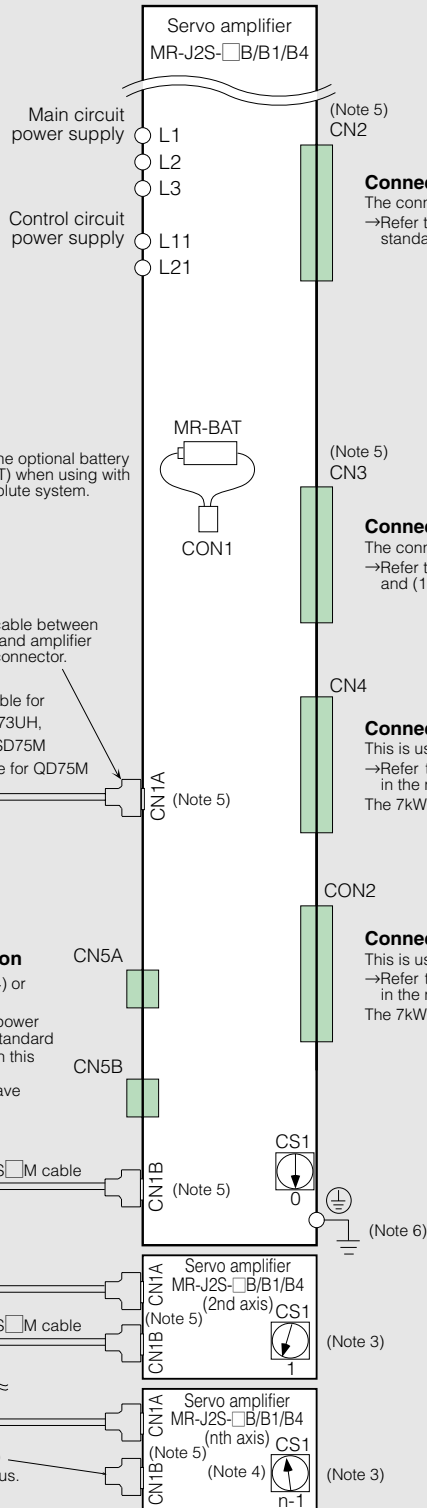 Servo amplifier
MR-J2S-□B/B1/B4
Main circuit
power supply
L1
L2
L3
Control circuit
power supply
L11
L21
(Note 5)
CN2
Connec
The conn
→Refer t
standa
MR-BAT
CON1
ne optional battery
T) when using with
olute system.
(Note 5)
CN3
Connec
The conn
→Refer t
and (1
cable between
and amplifier
connector.
ble for
73UH,
SD75M
e for QD75M
CN1A
(Note 5)
CN4
Connec
This is us
→Refer t
in the r
The 7kW
CON2
Connec
This is us
→Refer t
in the r
The 7kW
on
CN5A
) or
power
standard
n this
CN5B
ave
S□M cable
CN1B
(Note 5)
CS1
0
(Note 6)
Servo amplifier
MR-J2S-□B/B1/B4
(2nd axis)
CN1A
(Note 5)
CS1
S□M cable
CN1B
1
(Note 3)
Servo amplifier
MR-J2S-□B/B1/B4
(nth axis)
CN1A
(Note 5)
CS1
(Note 4)
CN1B
us.
n-1
(Note 3)